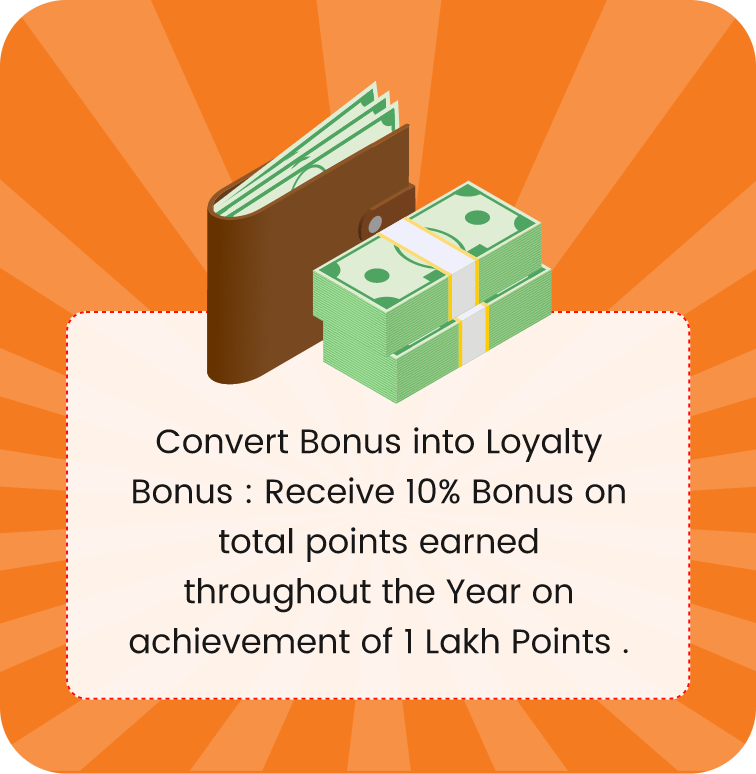 Convert Bonus into Loyalty
Bonus : Receive 10% Bonus on
total points earned
throughout the Year on
achievement of 1 Lakh Points .